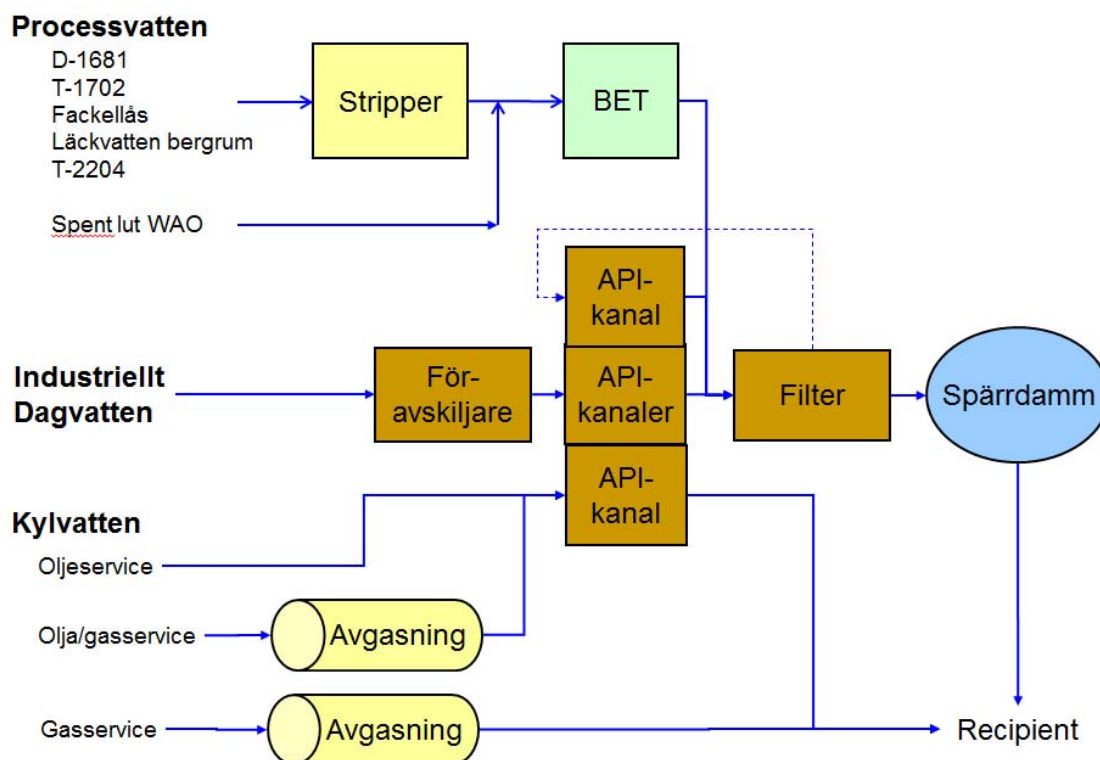 Processvatten
D-1681
T-1702
Fackellås
Läckvatten bergrum
T-2204
Spent lut WAO
Stripper
BET
API-
kanal
Industriellt
Dagvatten
För-
avskiljare
API-
kanaler
Filter
Spärrdamm
API-
kanal
Kylvatten
Oljeservice
Olja/gasservice
Avgasning
Gasservice
Avgasning
Recipient